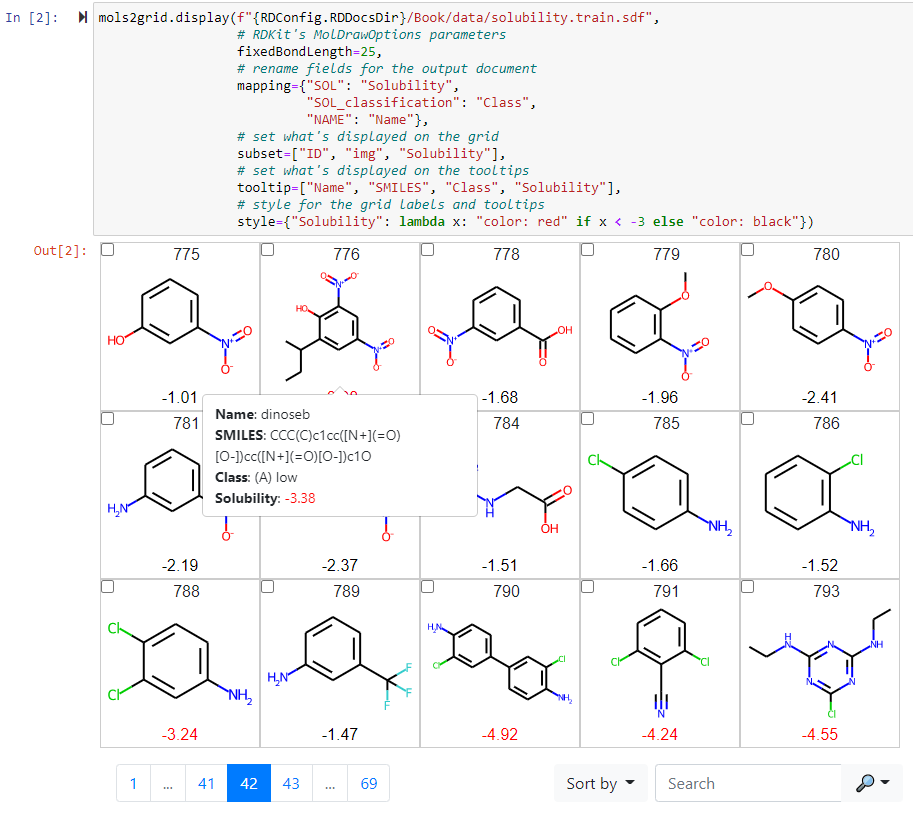 In [2]:
mols2grid.display(f"{RDConfig.RDDocsDir}/Book/data/solubility.train.sdf",
# RDKit's MolDrawOptions parameters
fixedBondLength=25,
# rename fields for the output document
mapping={"SOL": "Solubility",
"SOL_classification": "Class",
"NAME": "Name"},
# set what's displayed on the grid
subset=["ID", "img", "Solubility"],
# set what's displayed on the tooltips
tooltip=["Name", "SMILES", "Class", "Solubility"],
# style for the grid labels and tooltips
style={"Solubility": lambda x: "color: red" if x < -3 else "color: black"})
Out[2]:
775 776 778 779 780
HO N+ O O-
HO N+ O O- N+ O O-
O N+ O- OH O
O N+ O O-
O N+ O O-
-1.01 -1.68 -1.96 -2.41
Name: dinoseb
SMILES: CCC(C)c1cc([N+](=O)
[O-])cc([N+](=O)[O-])c1O
Class: (A) low
Solubility: -3.38
781 784 785 786
H2N O-
O-
N H O OH
Cl NH2
Cl NH2
-2.19 -2.37 -1.51 -1.66 -1.52
788 789 790 791 793
Cl Cl NH2
H2N F F F
H2N Cl Cl NH2
Cl Cl N
H N N NH N N Cl
-3.24 -1.47 -4.92 -4.24 -4.55
1 ... 41 42 43 ... 69 Sort by Search